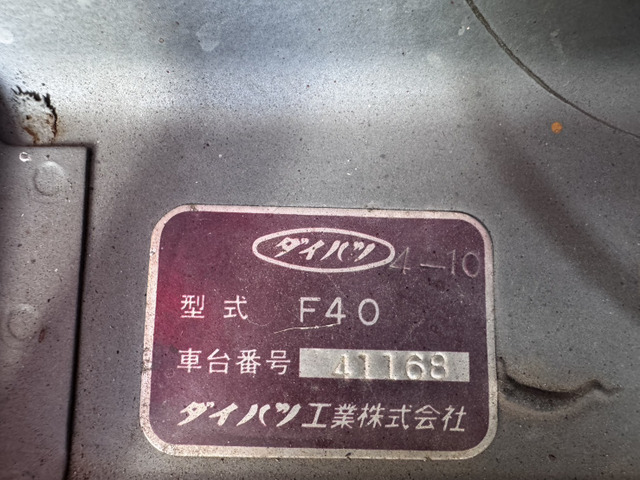 ダイハツ
4-10
型式 F40
車台番号 41168
ダイハツ工業株式会社